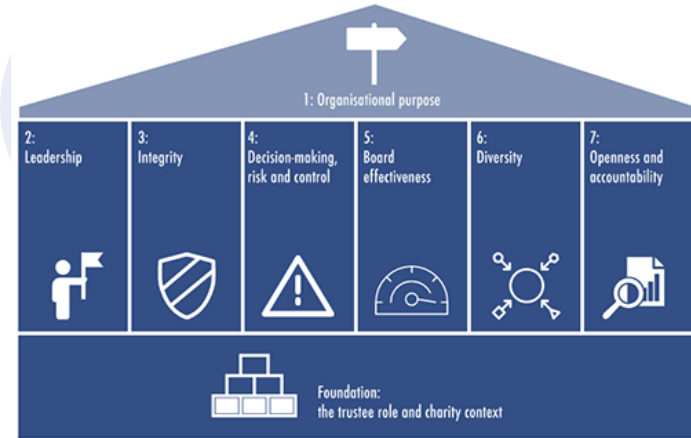 1: Organisational purpose
2:
Leadership
3:
Integrity
4:
Decision-making,
risk and control
5:
Board
effectiveness
6:
Diversity
7:
Openness and
accountability
Foundation:
the trustee role and charity context